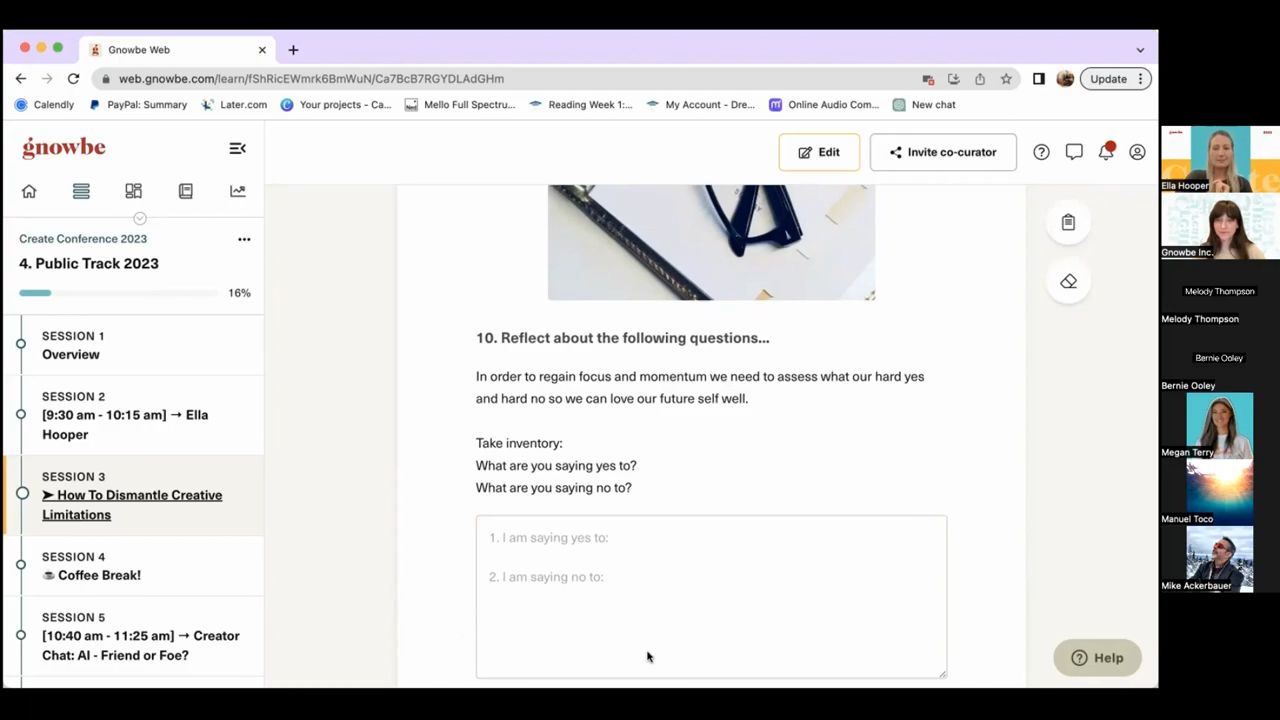 Gnowbe Web
web.gnowbe.com/learn/fShRicEWmrk6BmWuN/Ca7BcB7RGYDLAdGHm
Update
Calendly
PayPal: Summary
Later.com
Your projects - Ca...
Mello Full Spectru...
Reading Week 1:...
My Account - Dre...
Online Audio Com...
New chat
gnowbe
Edit
Invite co-curator
Create Conference 2023
4. Public Track 2023
16%
SESSION 1
Overview
SESSION 2
[9:30 am - 10:15 am] → Ella
Hooper
SESSION 3
➤ How To Dismantle Creative
Limitations
SESSION 4
☕ Coffee Break!
SESSION 5
[10:40 am - 11:25 am] → Creator
Chat: AI - Friend or Foe?
10. Reflect about the following questions...
In order to regain focus and momentum we need to assess what our hard yes
and hard no so we can love our future self well.
Take inventory:
What are you saying yes to?
What are you saying no to?
1. I am saying yes to:
2. I am saying no to:
Help
Ella Hooper
Gnowbe Inc.
Melody Thompson
Melody Thompson
Bernie Ooley
Bernie Ooley
Megan Terry
Manuel Toco
Mike Ackerbauer